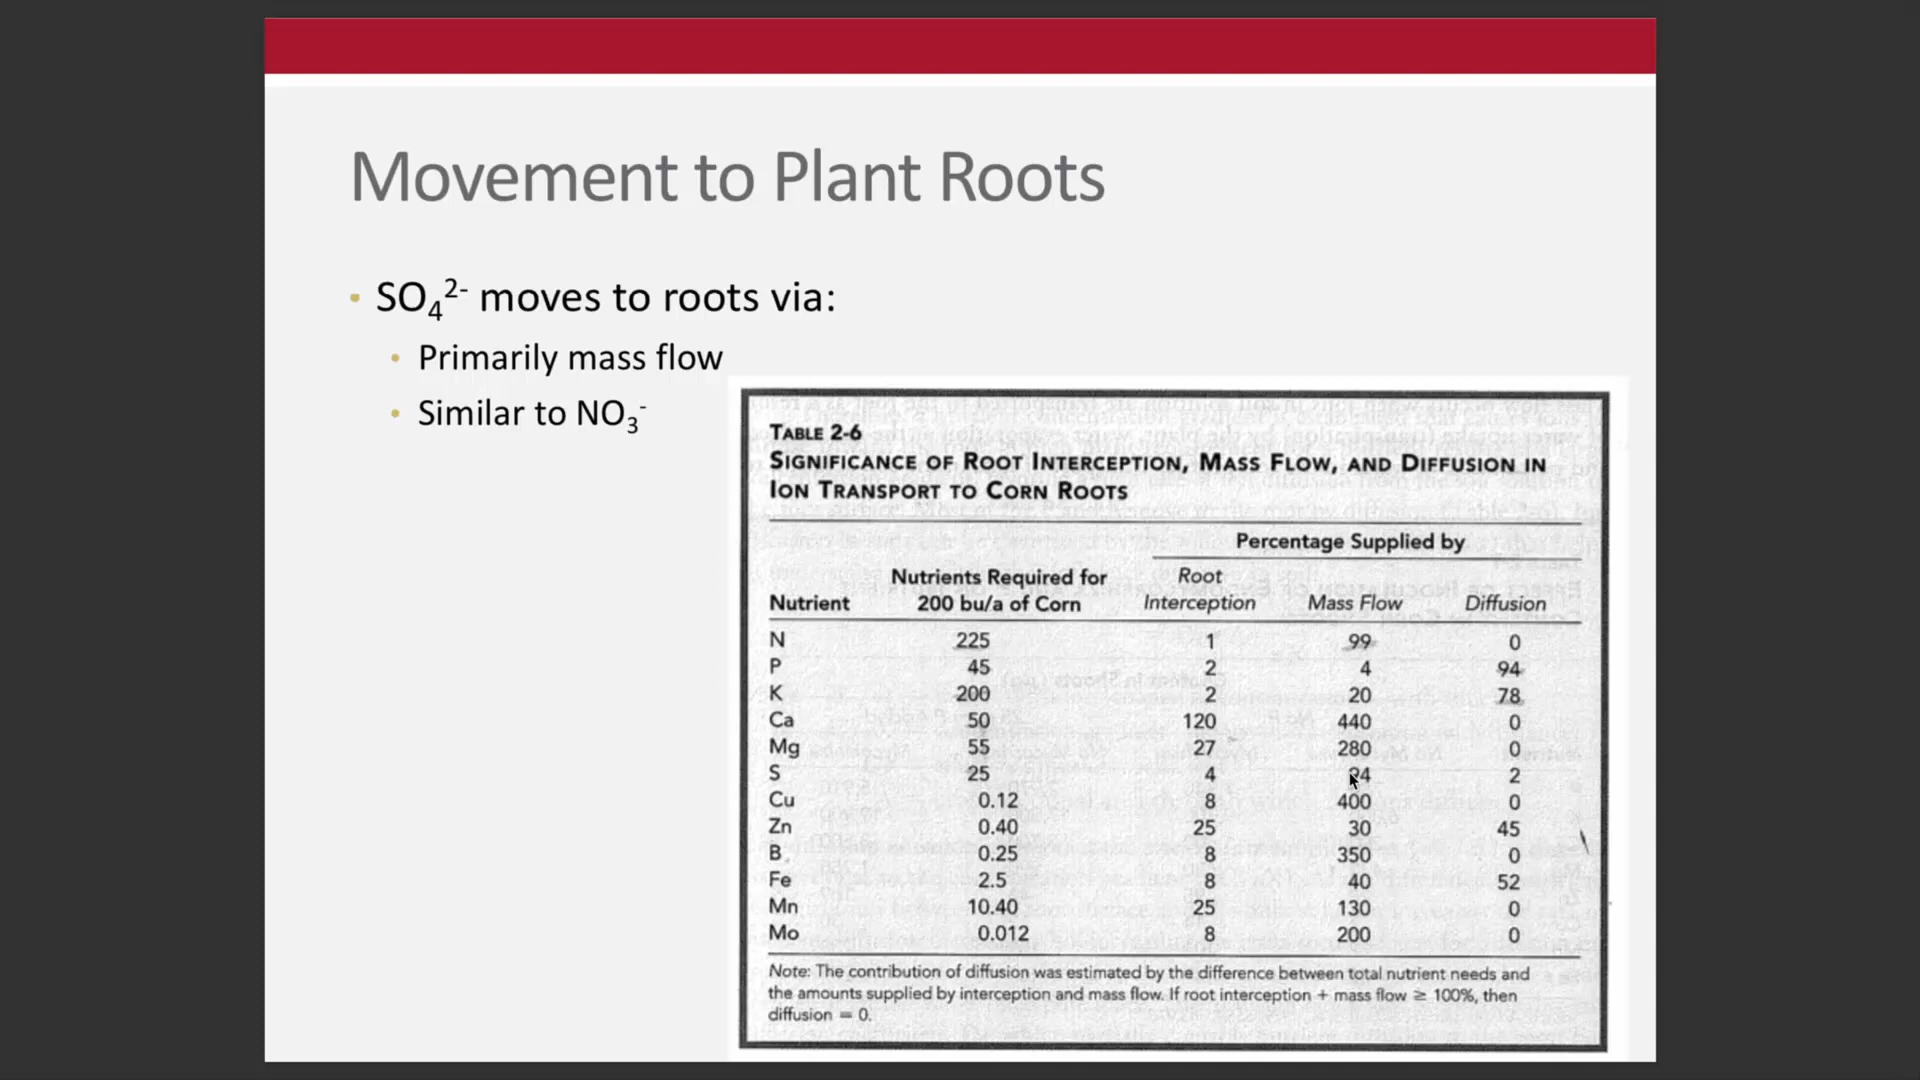 Movement to Plant Roots
• SO₄²⁻ moves to roots via:
• Primarily mass flow
• Similar to NO₃⁻
TABLE 2-6
SIGNIFICANCE OF ROOT INTERCEPTION, MASS FLOW, AND DIFFUSION IN
ION TRANSPORT TO CORN ROOTS
Percentage Supplied by
Nutrients Required for Root
Nutrient 200 bu/a of Corn Interception Mass Flow Diffusion
N 225 1 99 0
P 45 2 4 94
K 200 2 20 78
Ca 50 120 440 0
Mg 55 27 280 0
S 25 4 94 2
Cu 0.12 8 400 0
Zn 0.40 25 30 45
B 0.25 8 350 0
Fe 2.5 8 40 52
Mn 10.40 25 130 0
Mo 0.012 8 200 0
Note: The contribution of diffusion was estimated by the difference between total nutrient needs and
the amounts supplied by interception and mass flow. If root interception + mass flow ≥ 100%, then
diffusion = 0.